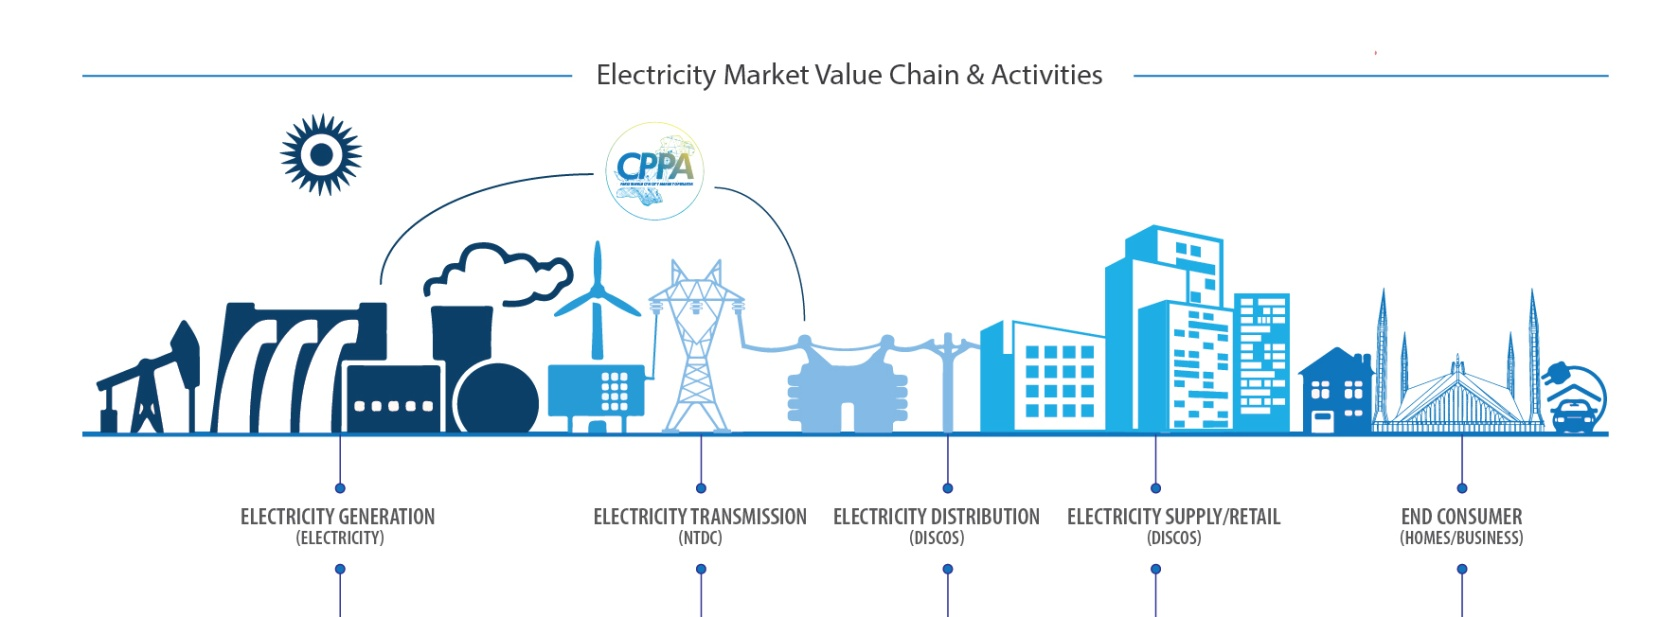 Electricity Market Value Chain & Activities
CPPA
ELECTRICITY GENERATION
(ELECTRICITY)
ELECTRICITY TRANSMISSION
(NTDC)
ELECTRICITY DISTRIBUTION
(DISCOS)
ELECTRICITY SUPPLY/RETAIL
(DISCOS)
END CONSUMER
(HOMES/BUSINESS)